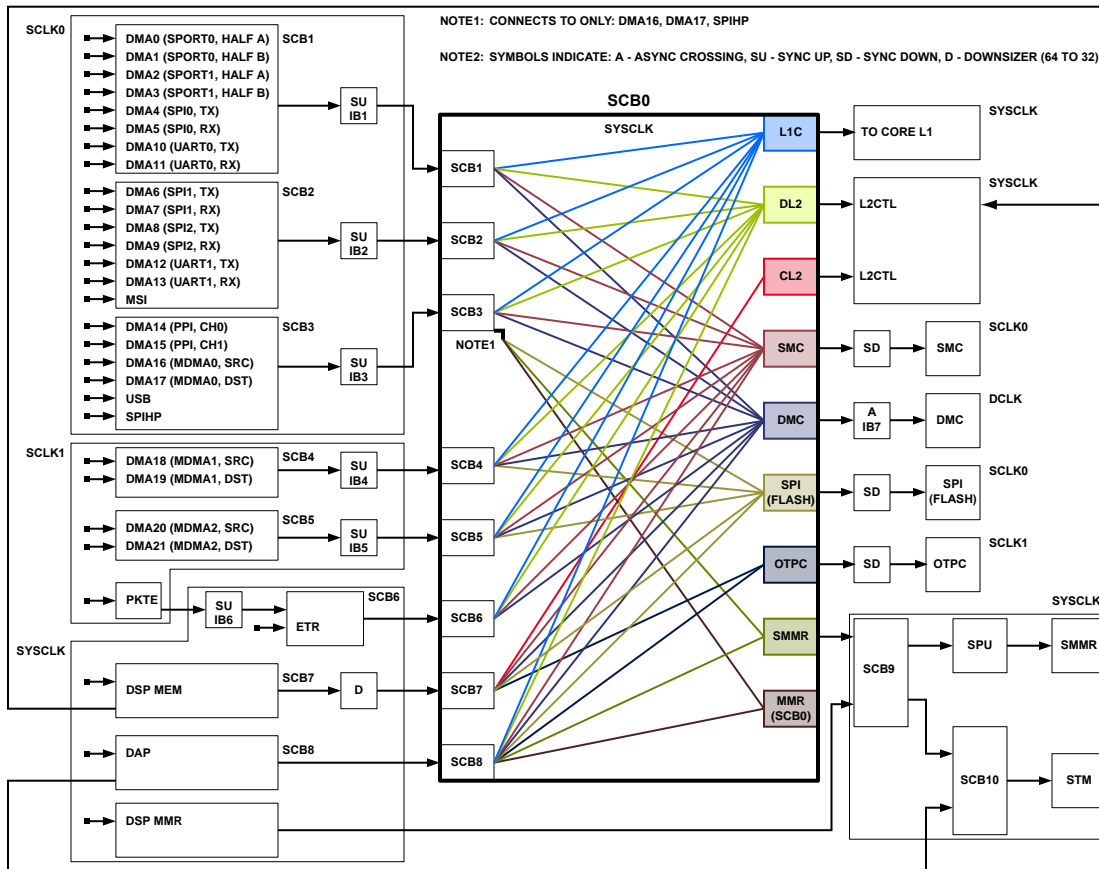 NOTE1: CONNECTS TO ONLY: DMA16, DMA17, SPIHP
NOTE2: SYMBOLS INDICATE: A - ASYNC CROSSING, SU - SYNC UP, SD - SYNC DOWN, D - DOWNSIZER (64 TO 32)
SCLK0
DMA0 (SPORT0, HALF A)
DMA1 (SPORT0, HALF B)
DMA2 (SPORT1, HALF A)
DMA3 (SPORT1, HALF B)
DMA4 (SPI0, TX)
DMA5 (SPI0, RX)
DMA10 (UART0, TX)
DMA11 (UART0, RX)
SCB1
SU
IB1
DMA6 (SPI1, TX)
DMA7 (SPI1, RX)
DMA8 (SPI2, TX)
DMA9 (SPI2, RX)
DMA12 (UART1, TX)
DMA13 (UART1, RX)
MSI
SCB2
SU
IB2
DMA14 (PPI, CH0)
DMA15 (PPI, CH1)
DMA16 (MDMA0, SRC)
DMA17 (MDMA0, DST)
USB
SPIHP
SCB3
SU
IB3
SCLK1
DMA18 (MDMA1, SRC)
DMA19 (MDMA1, DST)
SCB4
SU
IB4
DMA20 (MDMA2, SRC)
DMA21 (MDMA2, DST)
SCB5
SU
IB5
PKTE
SU
IB6
ETR
SCB6
SYSCLK
DSP MEM
SCB7
D
DAP
SCB8
DSP MMR
SCB0
SYSCLK
SCB1
SCB2
SCB3
NOTE1
SCB4
SCB5
SCB6
SCB7
SCB8
L1C
DL2
CL2
SMC
DMC
SPI
(FLASH)
OTPC
SMMR
MMR
(SCB0)
TO CORE L1
SYSCLK
L2CTL
L2CTL
SYSCLK
SD
SMC
SCLK0
A
IB7
DMC
DCLK
SD
SPI
(FLASH)
SCLK0
SD
OTPC
SCLK1
SYSCLK
SCB9
SPU
SMMR
SCB10
STM